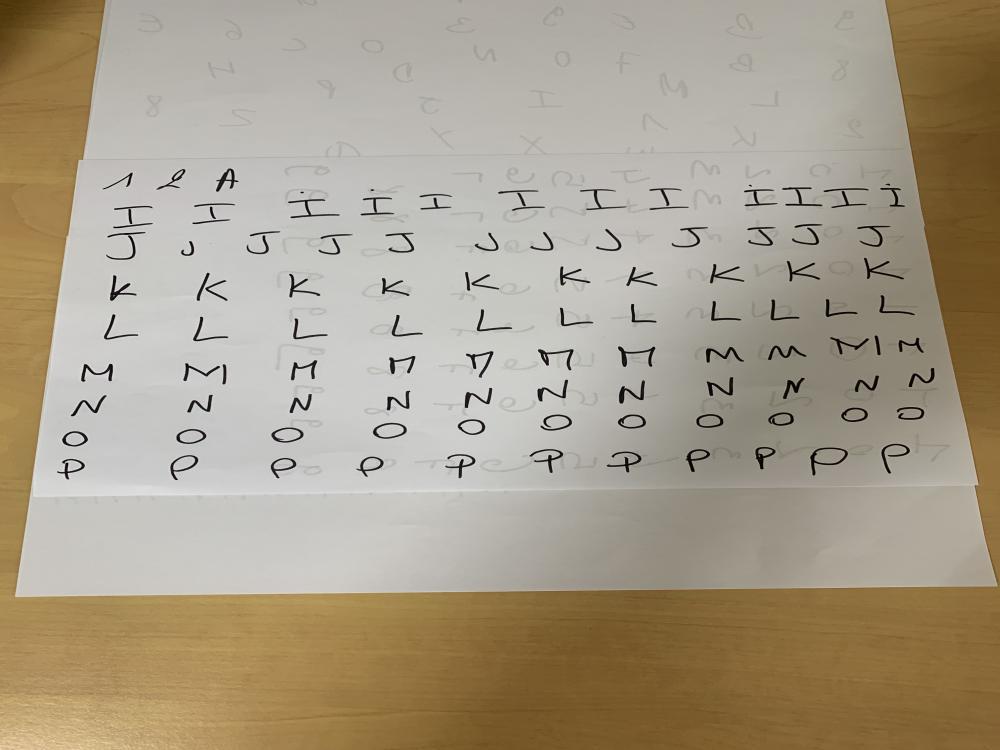 1 2 A
I I İ İ I I I I İ I I İ
J J J J J J J J J J J J
K K K K K K K K K K
L L L L L L L L L L L
M M M M M M M M M M M
N N N N N N N N N N N
O O O O O O O O O O O
P P P P P P P P P P P